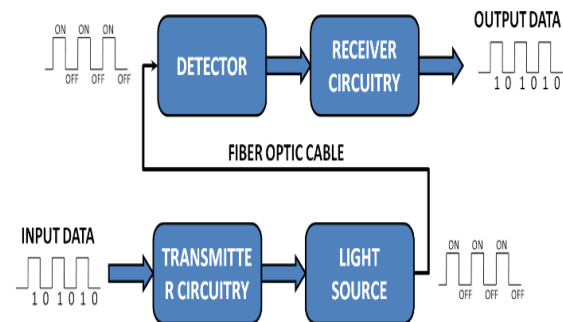 OUTPUT DATA
ON ON ON
OFF OFF OFF
DETECTOR
RECEIVER
CIRCUITRY
1 0 1 0 1 0
FIBER OPTIC CABLE
INPUT DATA
1 0 1 0 1 0
TRANSMITTE
R CIRCUITRY
LIGHT
SOURCE
ON ON ON
OFF OFF OFF